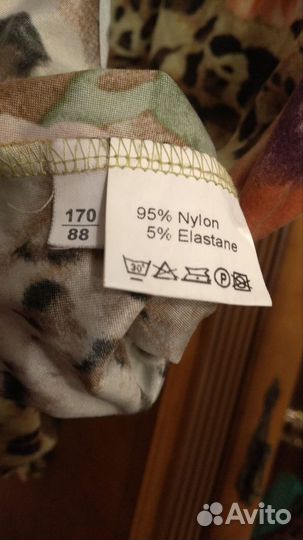 170
88
95% Nylon
5% Elastane
30°
P
Avito